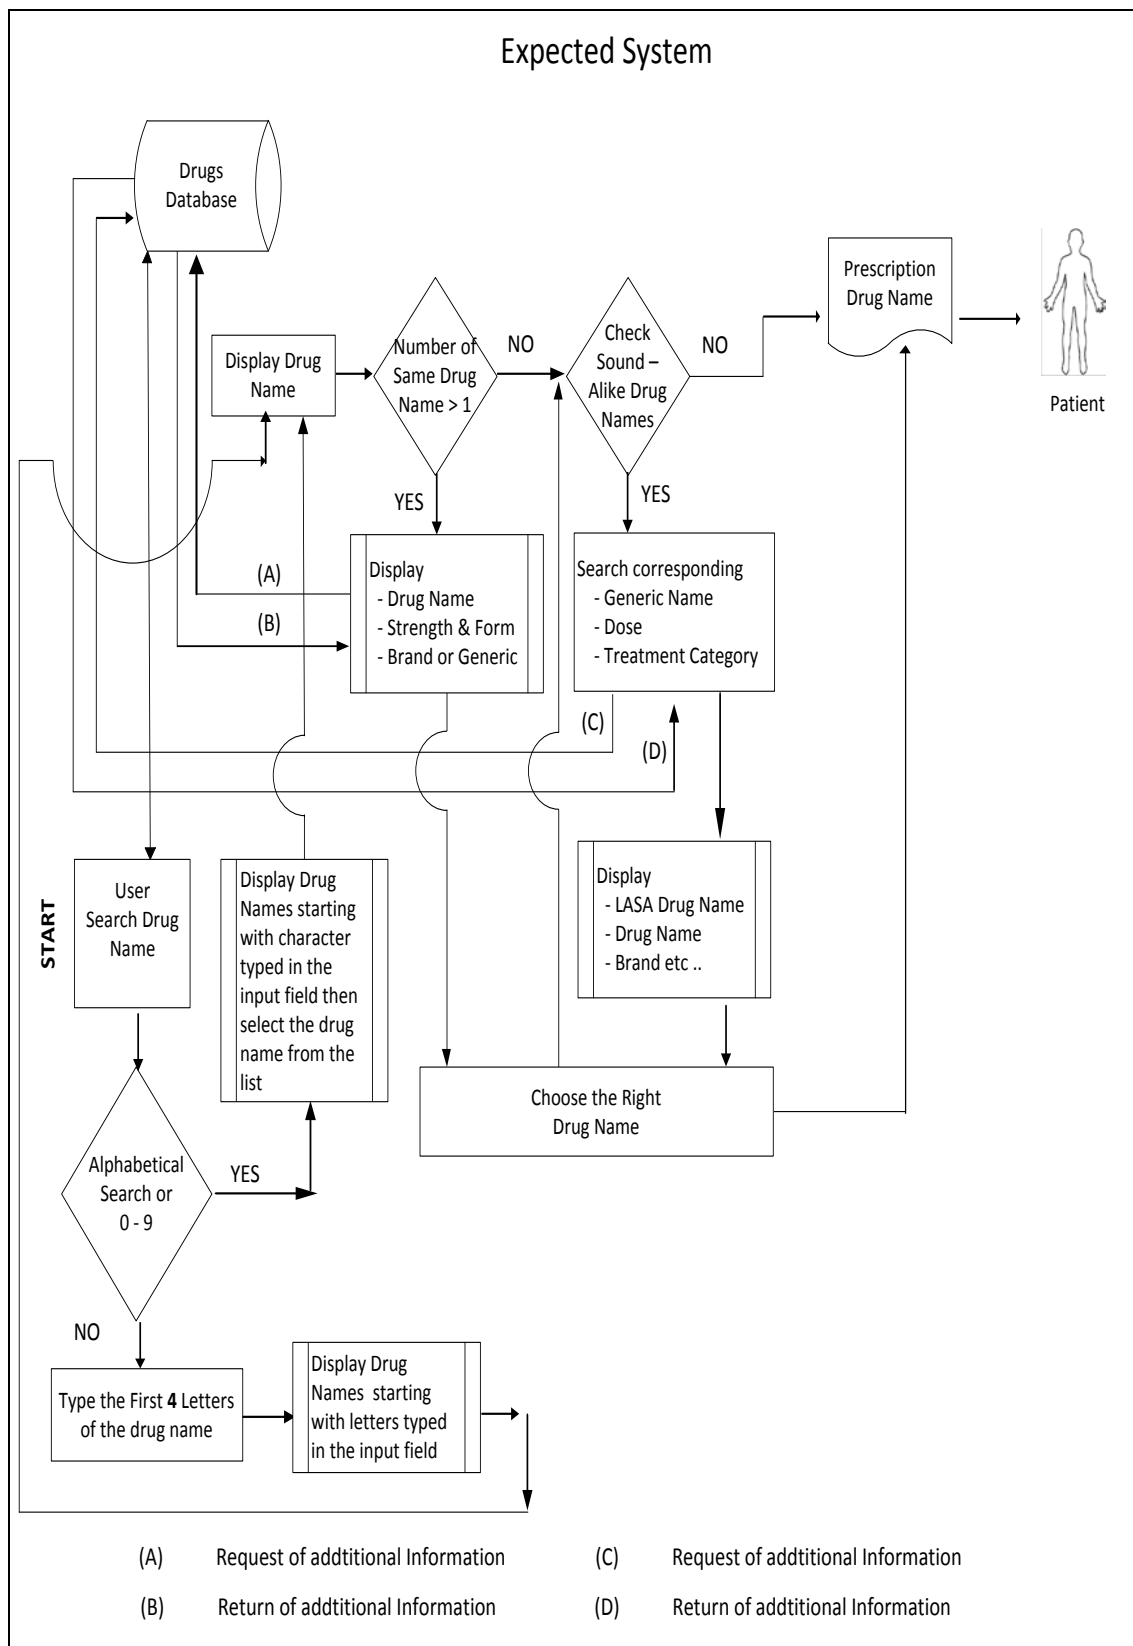 Expected System
Drugs
Database
Prescription
Drug Name
Patient
Display Drug
Name
Number of
Same Drug
Name > 1
NO
Check
Sound –
Alike Drug
Names
NO
YES
YES
(A)
(B)
Display
- Drug Name
- Strength & Form
- Brand or Generic
Search corresponding
- Generic Name
- Dose
- Treatment Category
(C)
(D)
START
User
Search Drug
Name
Display Drug
Names starting
with character
typed in the
input field then
select the drug
name from the
list
Display
- LASA Drug Name
- Drug Name
- Brand etc ..
Choose the Right
Drug Name
Alphabetical
Search or
0 - 9
YES
NO
Type the First 4 Letters
of the drug name
Display Drug
Names starting
with letters typed
in the input field
(A) Request of addtitional Information
(C) Request of addtitional Information
(B) Return of addtitional Information
(D) Return of addtitional Information